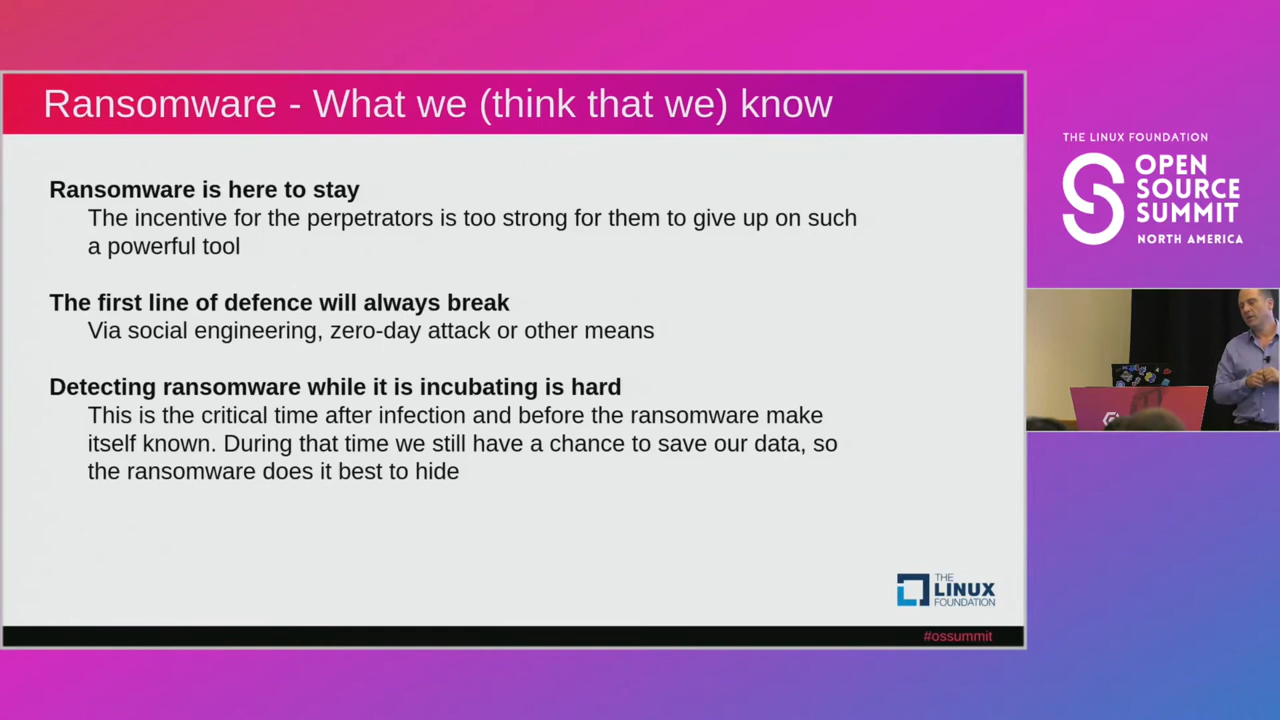 Ransomware - What we (think that we) know
Ransomware is here to stay
The incentive for the perpetrators is too strong for them to give up on such
a powerful tool
The first line of defence will always break
Via social engineering, zero-day attack or other means
Detecting ransomware while it is incubating is hard
This is the critical time after infection and before the ransomware make
itself known. During that time we still have a chance to save our data, so
the ransomware does it best to hide
THE
LINUX
FOUNDATION
#ossummit
THE LINUX FOUNDATION
OPEN
SOURCE
SUMMIT
NORTH AMERICA